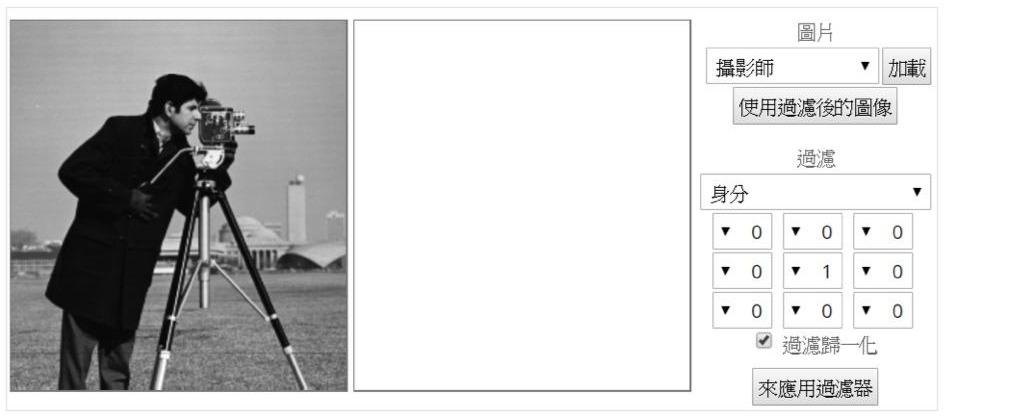 圖片
攝影師 ▼ 加載
使用過濾後的圖像
過濾
身分 ▼
▼ 0 ▼ 0 ▼ 0
▼ 0 ▼ 1 ▼ 0
▼ 0 ▼ 0 ▼ 0
過濾歸一化
來應用過濾器